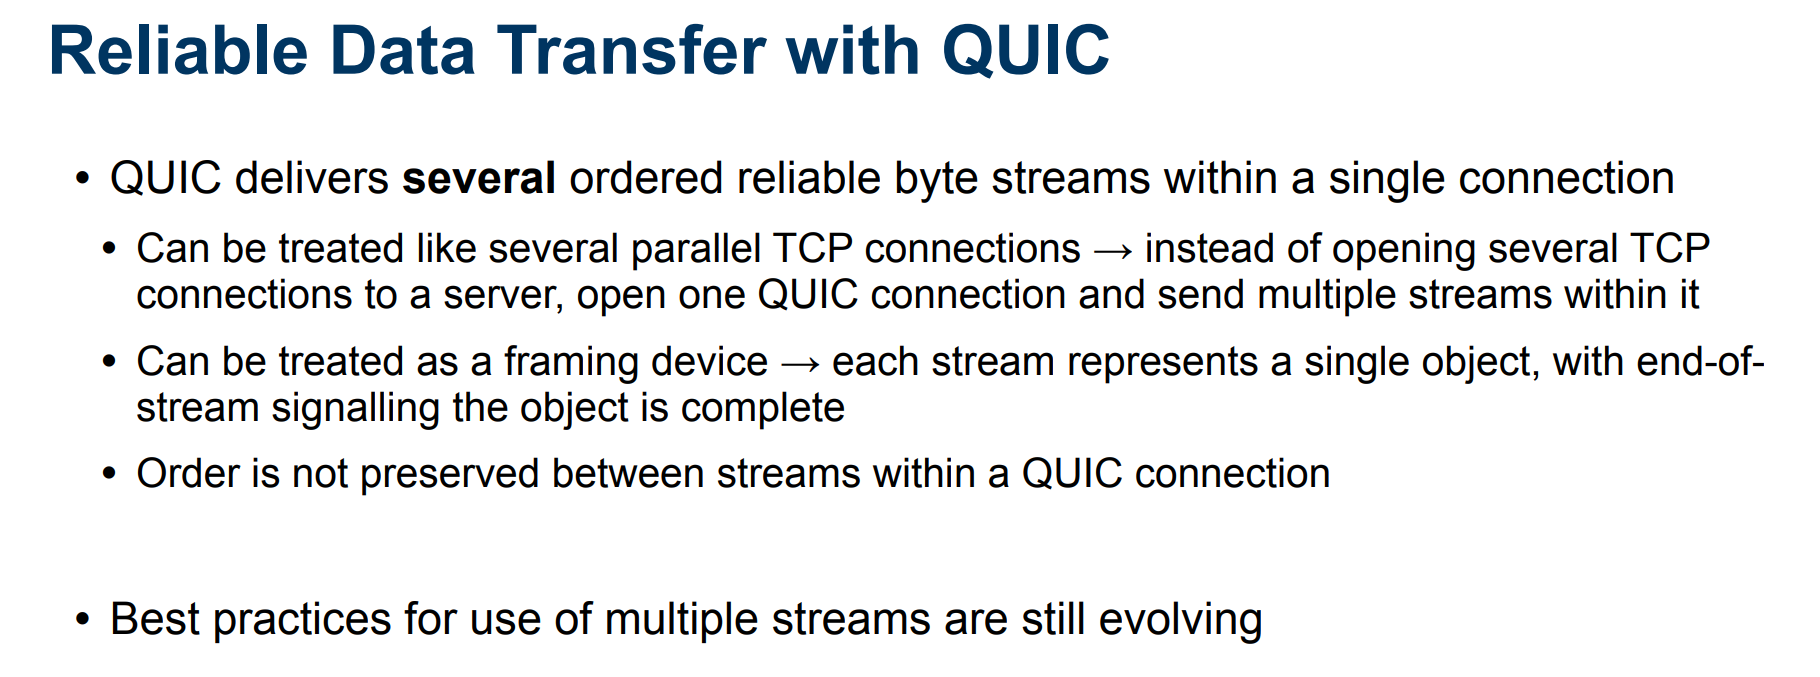 Reliable Data Transfer with QUIC
• QUIC delivers several ordered reliable byte streams within a single connection
• Can be treated like several parallel TCP connections → instead of opening several TCP
connections to a server, open one QUIC connection and send multiple streams within it
• Can be treated as a framing device → each stream represents a single object, with end-of-
stream signalling the object is complete
• Order is not preserved between streams within a QUIC connection
• Best practices for use of multiple streams are still evolving